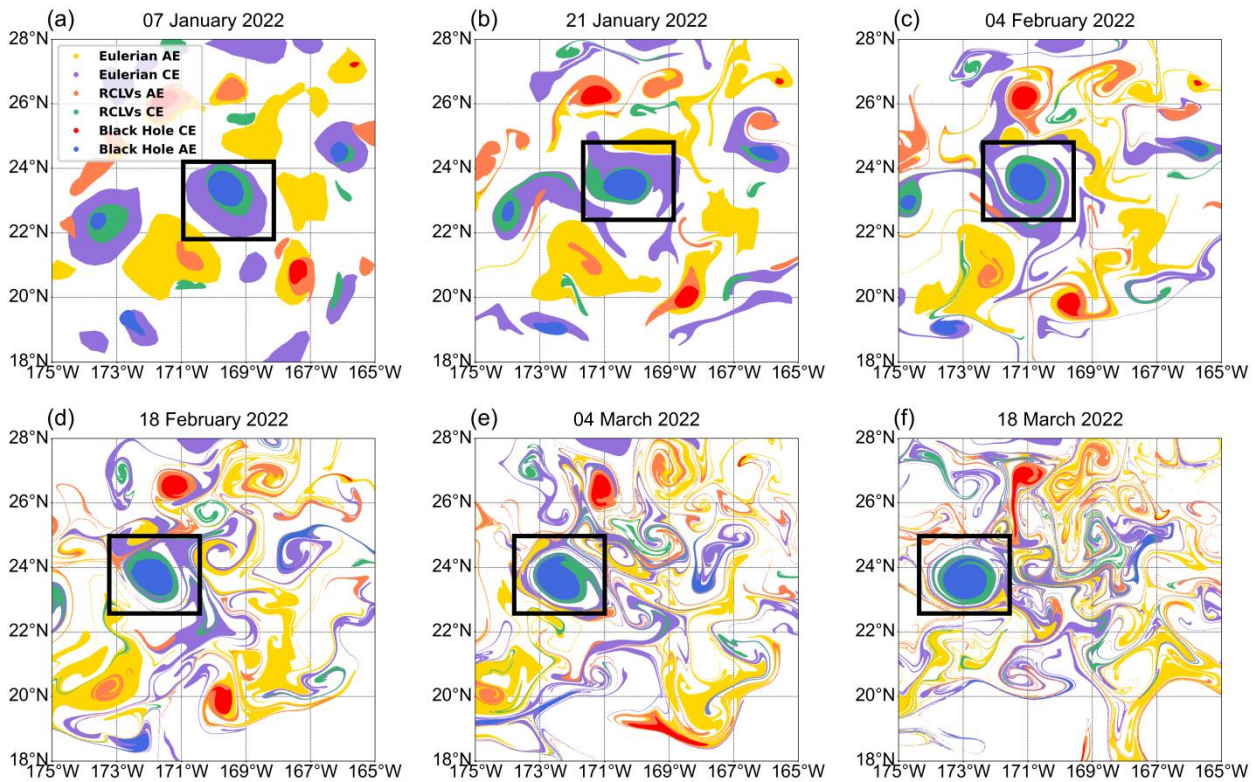 (a) 07 January 2022
28°N
26°N
24°N
22°N
20°N
18°N
175°W 173°W 171°W 169°W 167°W 165°W
Eulerian AE
Eulerian CE
RCLVs AE
RCLVs CE
Black Hole CE
Black Hole AE
(b) 21 January 2022
28°N
26°N
24°N
22°N
20°N
18°N
175°W 173°W 171°W 169°W 167°W 165°W
(c) 04 February 2022
28°N
26°N
24°N
22°N
20°N
18°N
175°W 173°W 171°W 169°W 167°W 165°W
(d) 18 February 2022
28°N
26°N
24°N
22°N
20°N
18°N
175°W 173°W 171°W 169°W 167°W 165°W
(e) 04 March 2022
28°N
26°N
24°N
22°N
20°N
18°N
175°W 173°W 171°W 169°W 167°W 165°W
(f) 18 March 2022
28°N
26°N
24°N
22°N
20°N
18°N
175°W 173°W 171°W 169°W 167°W 165°W